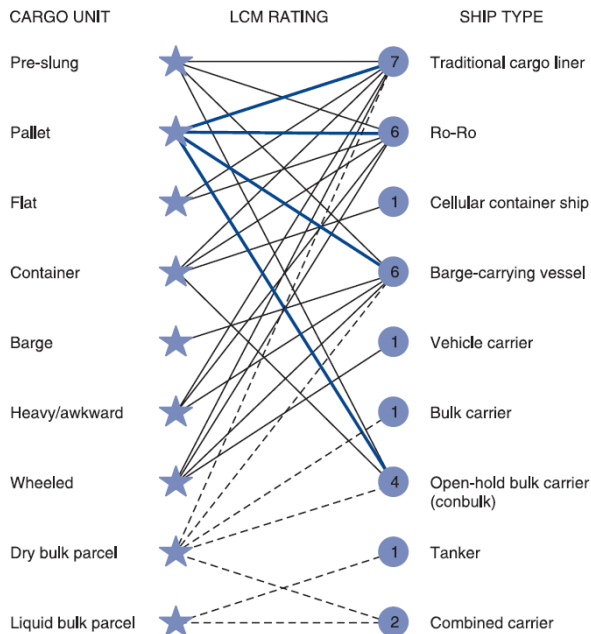 CARGO UNIT LCM RATING SHIP TYPE
Pre-slung 7 Traditional cargo liner
Pallet 6 Ro-Ro
Flat 1 Cellular container ship
Container 6 Barge-carrying vessel
Barge 1 Vehicle carrier
Heavy/awkward 1 Bulk carrier
Wheeled 4 Open-hold bulk carrier
(conbulk)
Dry bulk parcel 1 Tanker
Liquid bulk parcel 2 Combined carrier